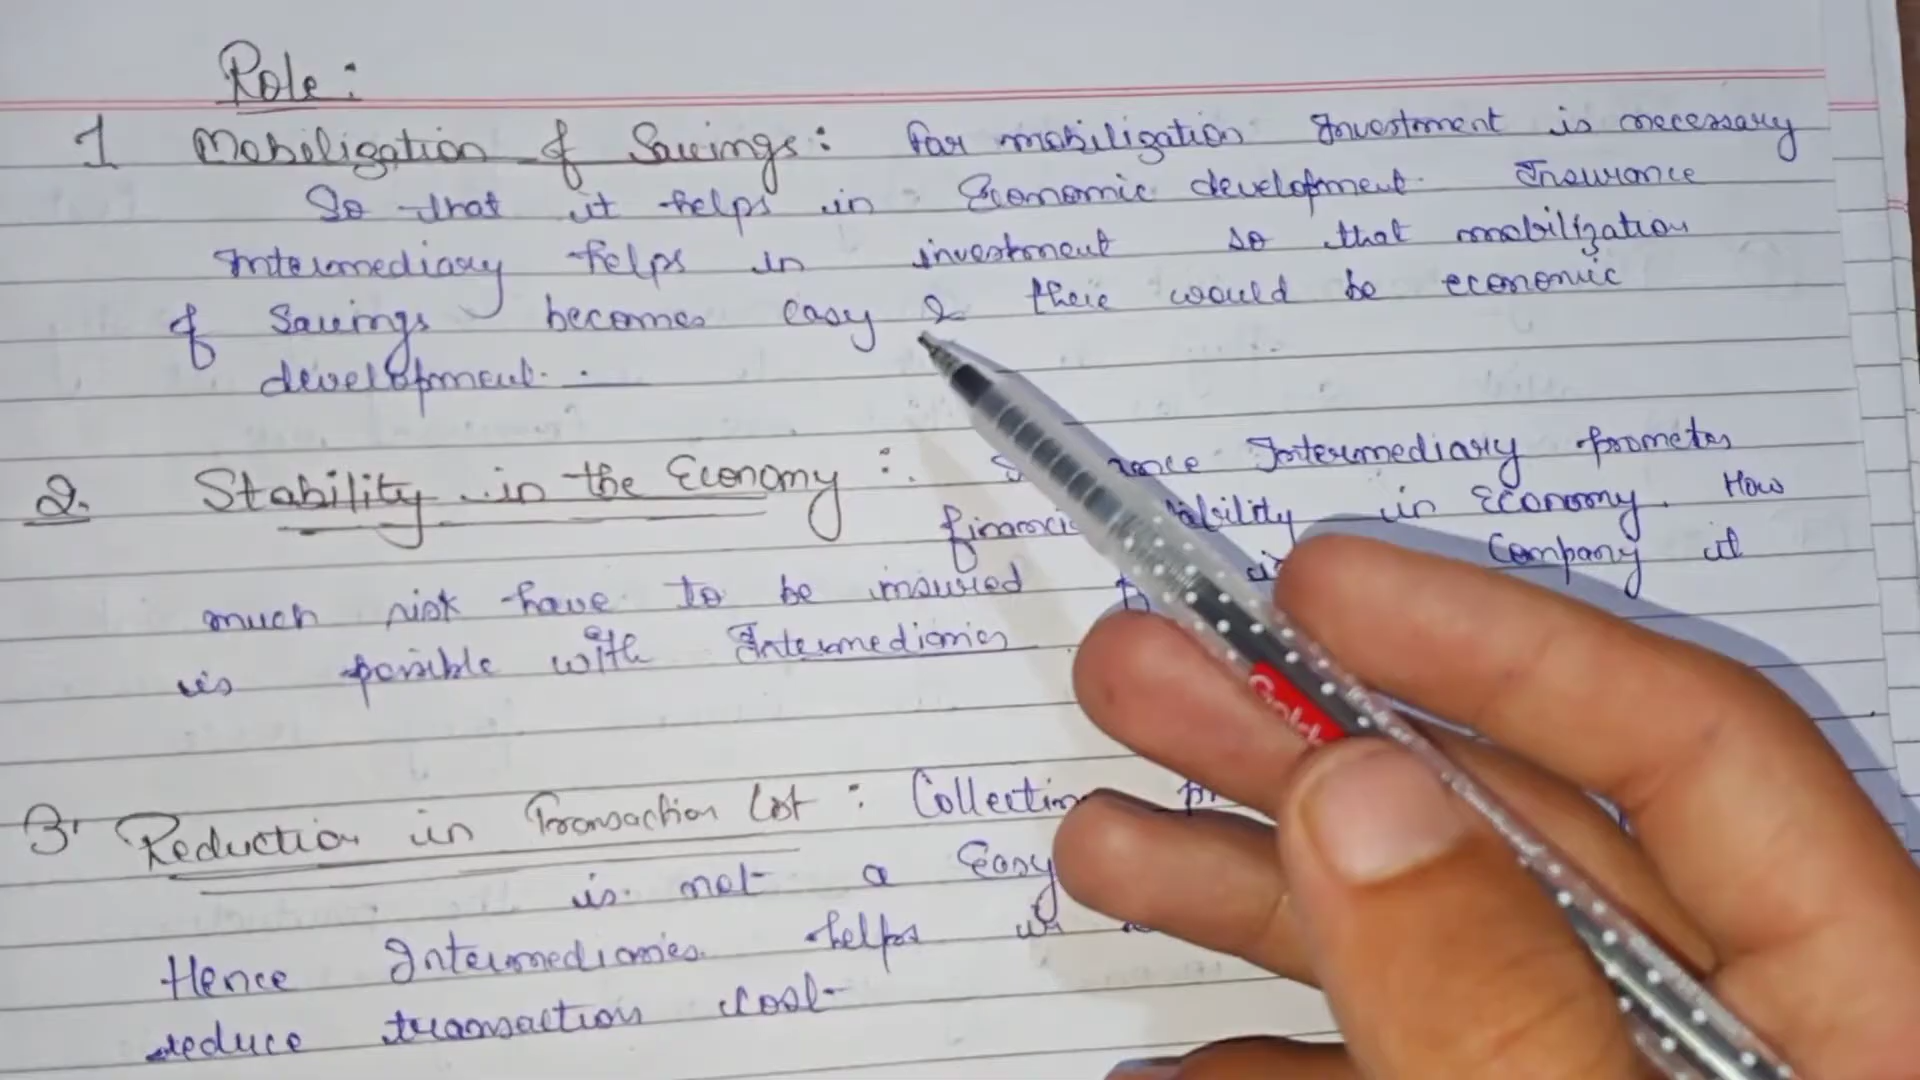 Role:
1 Mobilization of Savings: For mobilization Investment is necessary
So that it helps in Economic development. Insurance
Intermediary helps in investment so that mobilization
of Savings becomes easy & there would be economic
development.
2. Stability in the Economy: Intermediary promotes
in Economy. How
much risk have to be insured Company it
is possible with Intermediaries
3. Reduction in Transaction Cost: Collecting
is not a Easy
Hence Intermediaries helps
reduce transaction cost